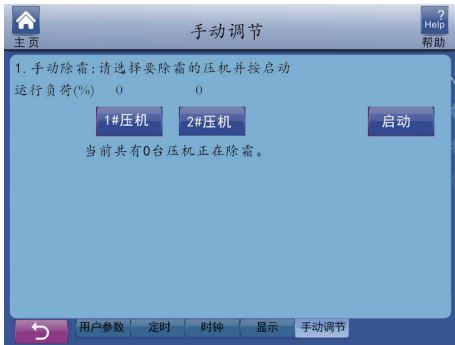 主页
手动调节
?
Help
帮助
1. 手动除霜:请选择要除霜的压机并按启动
运行负荷(%) 0 0
1#压机 2#压机 启动
当前共有0台压机正在除霜。
用户参数 定时 时钟 显示 手动调节